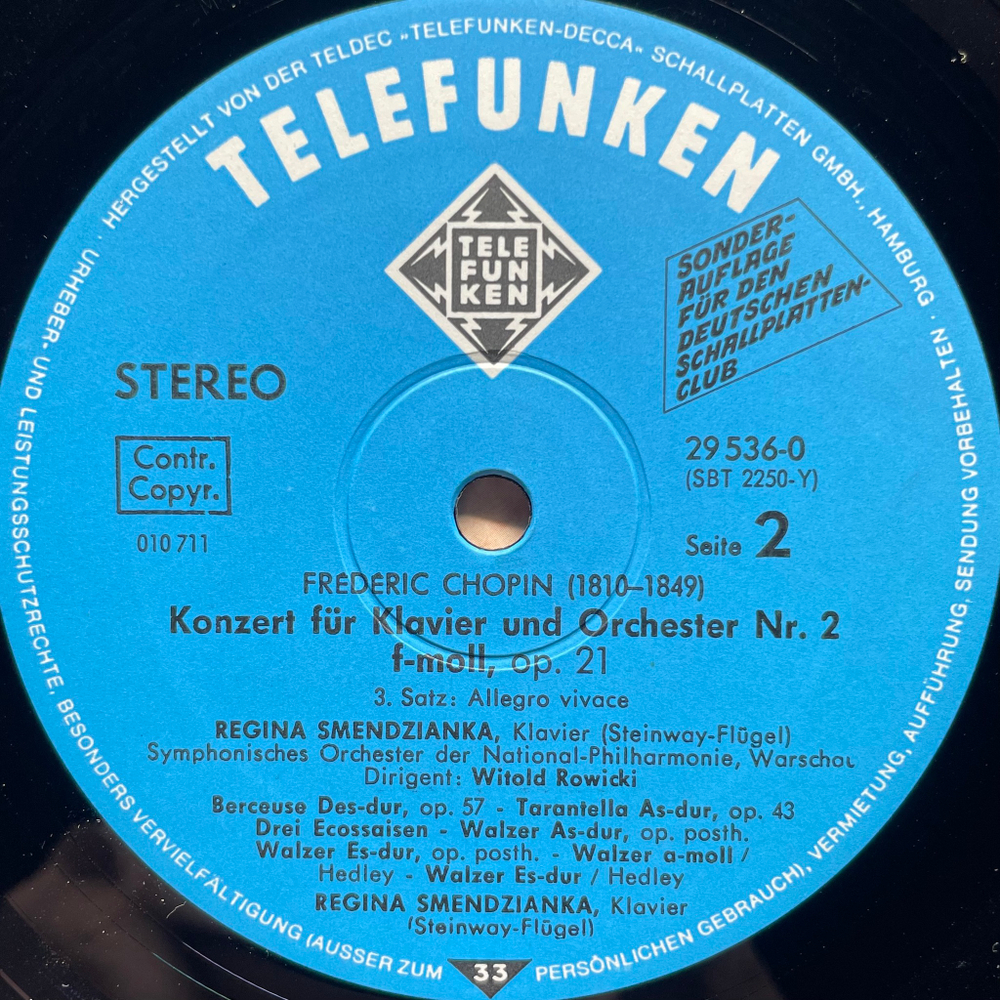 HERGESTELLT VON DER TELDEC »TELEFUNKEN-DECCA« SCHALLPLATTEN GMBH., HAMBURG · URHEBER- UND LEISTUNGSSCHUTZRECHTE, BESONDERS VERVIELFÄLTIGUNG (AUSSER ZUM PERSÖNLICHEN GEBRAUCH), VERMIETUNG, AUFFÜHRUNG, SENDUNG VORBEHALTEN ·
TELEFUNKEN
TELE
FUN
KEN
SONDER-
AUFLAGE
FÜR DEN
DEUTSCHEN
SCHALLPLATTEN-
CLUB
STEREO
Contr.
Copyr.
010 711
29 536-0
(SBT 2250-Y)
Seite 2
FRÉDÉRIC CHOPIN (1810–1849)
Konzert für Klavier und Orchester Nr. 2
f-moll, op. 21
3. Satz: Allegro vivace
REGINA SMENDZIANKA, Klavier (Steinway-Flügel)
Symphonisches Orchester der National-Philharmonie, Warschau
Dirigent: Witold Rowicki
Berceuse Des-dur, op. 57 - Tarantella As-dur, op. 43
Drei Ecossaisen - Walzer As-dur, op. posth.
Walzer Es-dur, op. posth. - Walzer a-moll /
Hedley - Walzer Es-dur / Hedley
REGINA SMENDZIANKA, Klavier
(Steinway-Flügel)
33